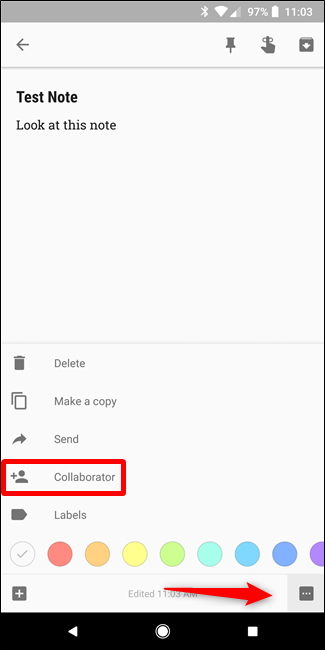 97% 11:03
Test Note
Look at this note
Delete
Make a copy
Send
Collaborator
Labels
Edited 11:03 AM